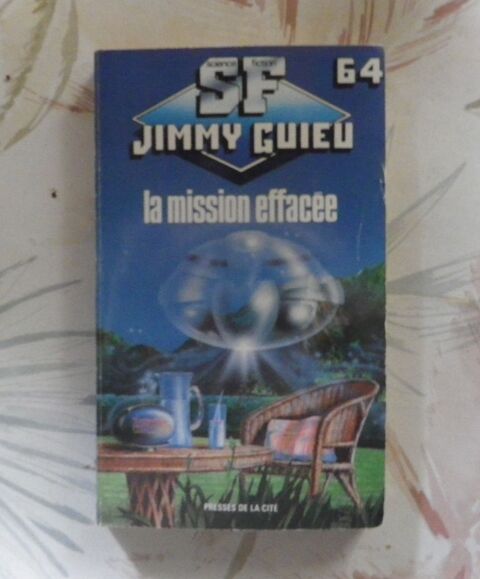 science fiction
SF
64
JIMMY GUIEU
la mission effacée
PRESSES DE LA CITÉ